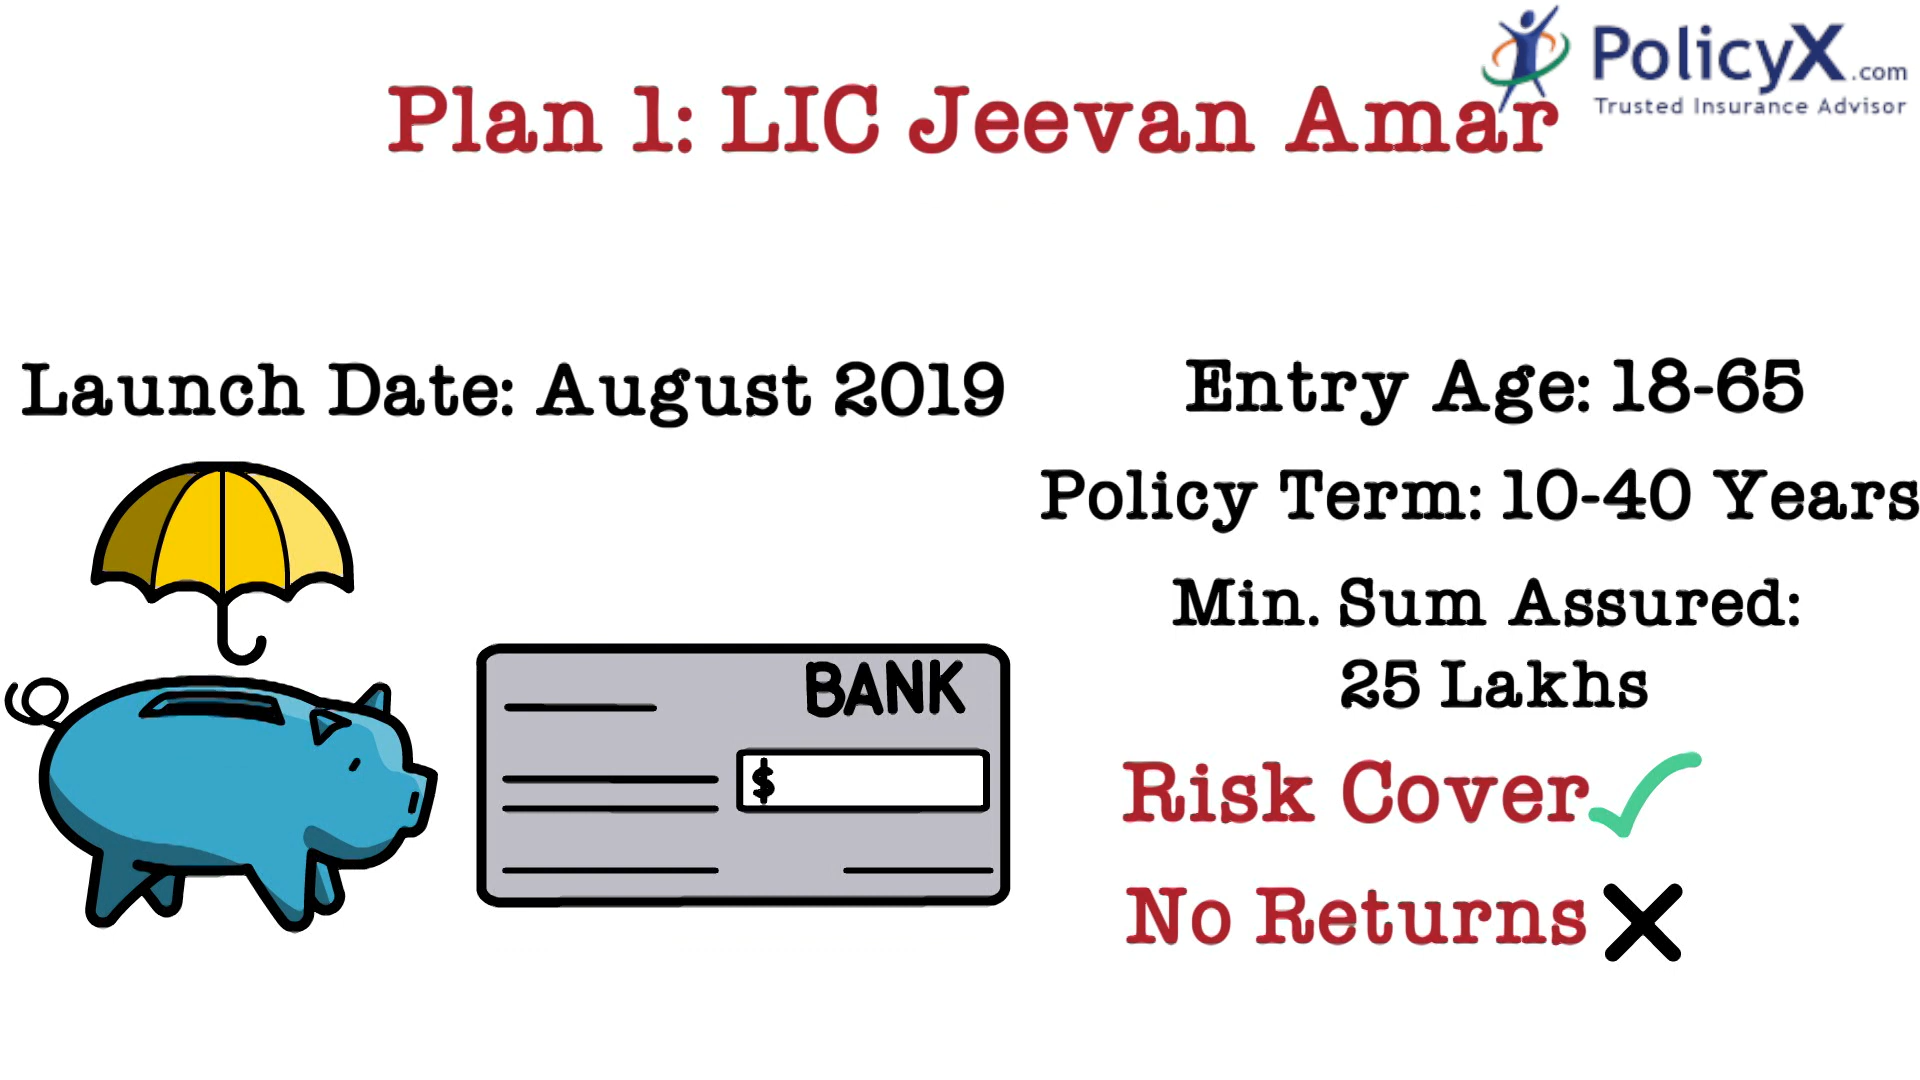 PolicyX.com
Trusted Insurance Advisor
Plan 1: LIC Jeevan Amar
Launch Date: August 2019
Entry Age: 18-65
Policy Term: 10-40 Years
Min. Sum Assured:
25 Lakhs
BANK
$
Risk Cover
No Returns